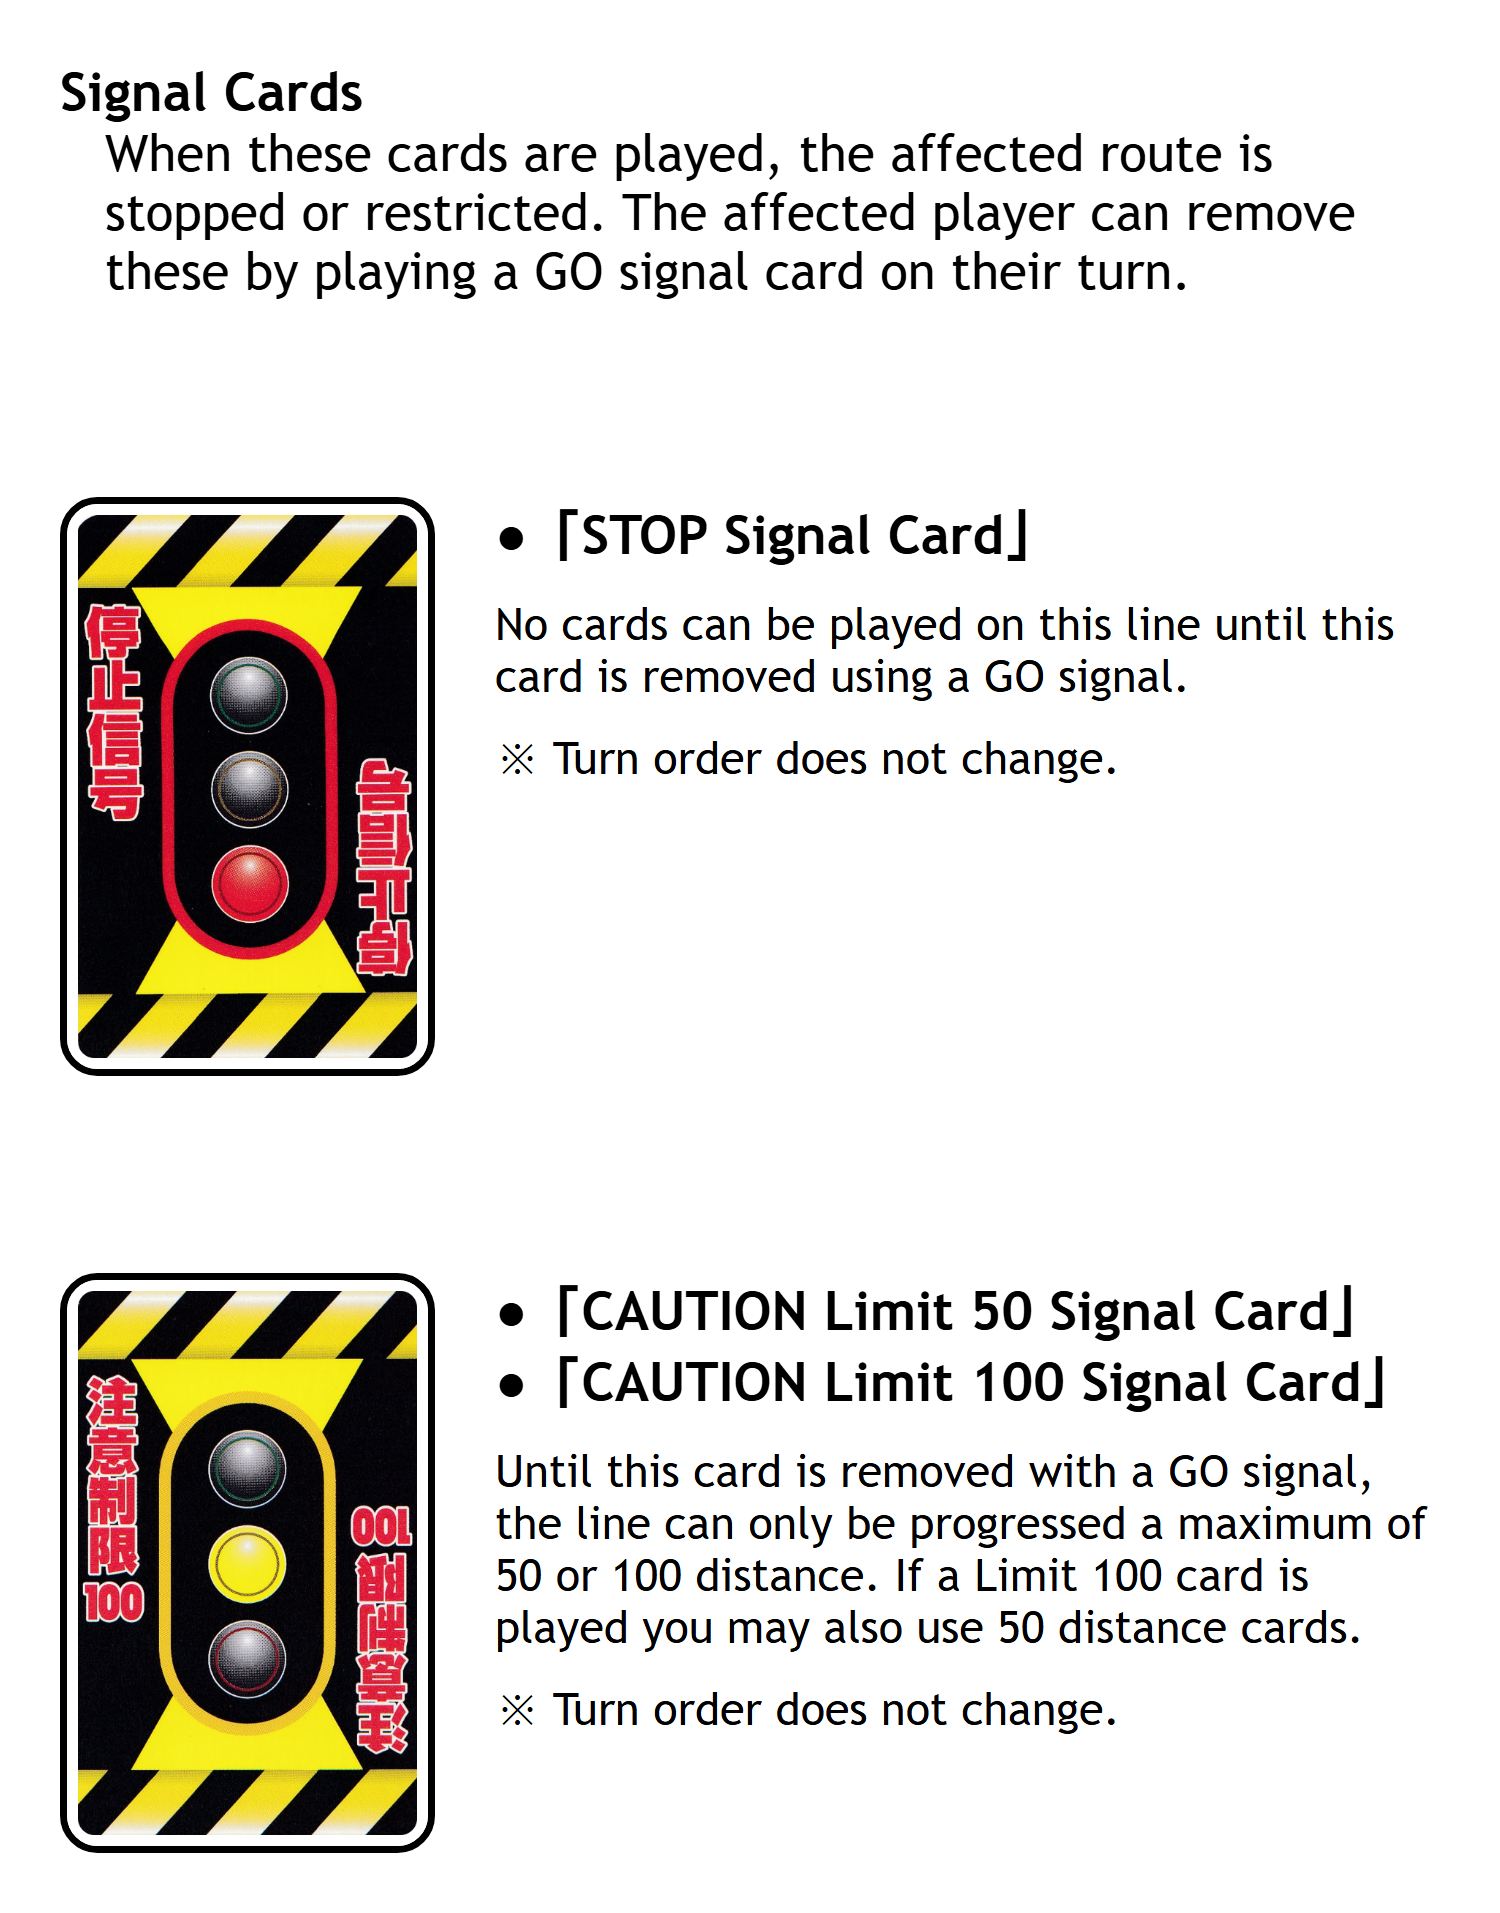 Signal Cards
When these cards are played, the affected route is
stopped or restricted. The affected player can remove
these by playing a GO signal card on their turn.
停止信号
停止信号
● ｢STOP Signal Card｣
No cards can be played on this line until this
card is removed using a GO signal.
※ Turn order does not change.
注意制限100
注意制限100
● ｢CAUTION Limit 50 Signal Card｣
● ｢CAUTION Limit 100 Signal Card｣
Until this card is removed with a GO signal,
the line can only be progressed a maximum of
50 or 100 distance. If a Limit 100 card is
played you may also use 50 distance cards.
※ Turn order does not change.